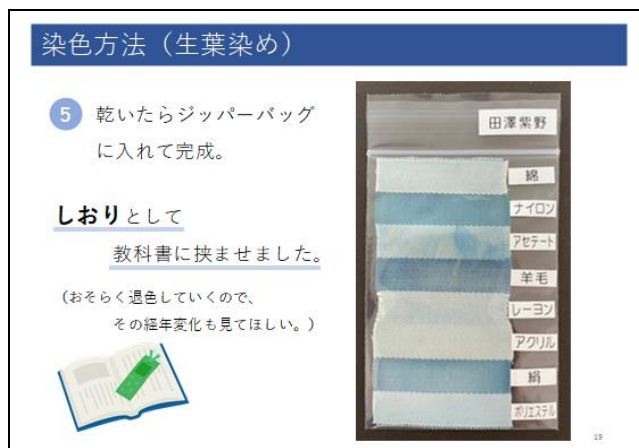 染色方法（生葉染め）
5 乾いたらジッパーバッグ
に入れて完成。
しおりとして
教科書に挟ませました。
（おそらく退色していくので、
その経年変化も見てほしい。）
田澤紫野
綿
ナイロン
アセテート
羊毛
レーヨン
アクリル
絹
ポリエステル
19